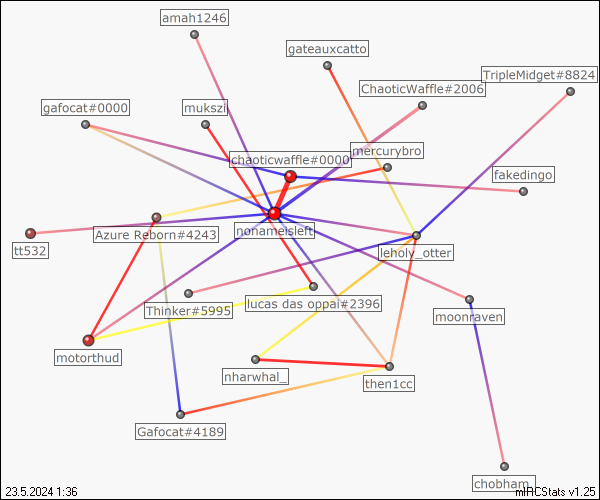 amah1246
gateauxcatto
TripleMidget#8824
ChaoticWaffle#2006
gafocat#0000
mukszi
mercurybro
chaoticwaffle#0000
fakedingo
nonameisleft
Azure Reborn#4243
tt532
leholy_otter
Thinker#5995
lucas das oppai#2396
moonraven
motorthud
nharwhal_
then1cc
Gafocat#4189
chobham_
23.5.2024 1:36
mIRCStats v1.25